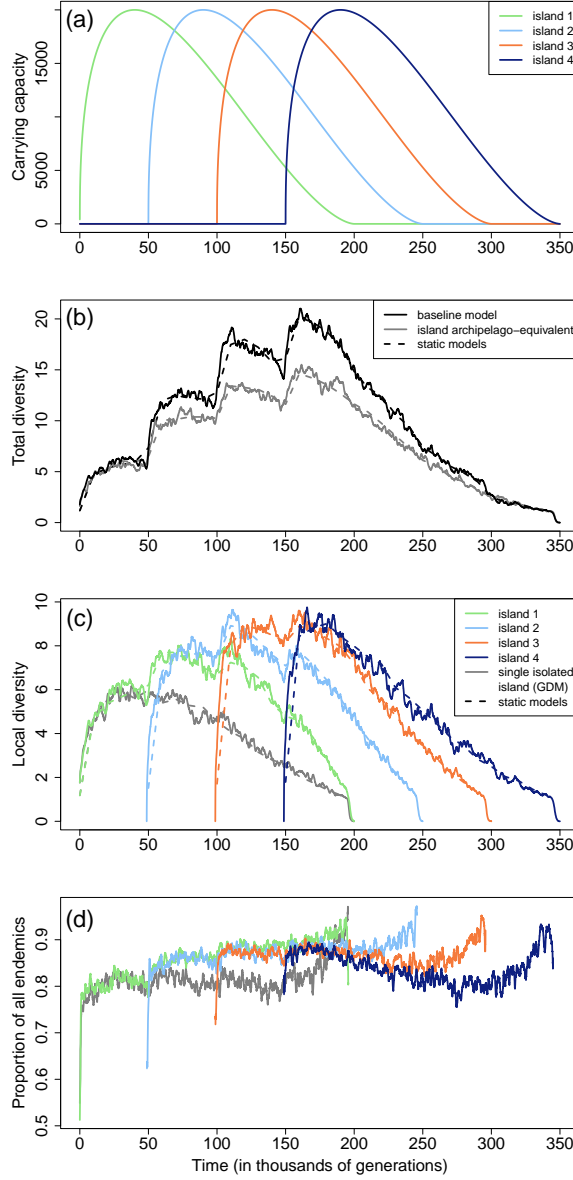 (a)
Carrying capacity
0
5000
15000
island 1
island 2
island 3
island 4
0 50 100 150 200 250 300 350
(b)
Total diversity
0
5
10
15
20
baseline model
island archipelago−equivalent
static models
0 50 100 150 200 250 300 350
(c)
Local diversity
0
2
4
6
8
10
island 1
island 2
island 3
island 4
single isolated
island (GDM)
static models
0 50 100 150 200 250 300 350
(d)
Proportion of all endemics
0.5
0.6
0.7
0.8
0.9
0 50 100 150 200 250 300 350
Time (in thousands of generations)